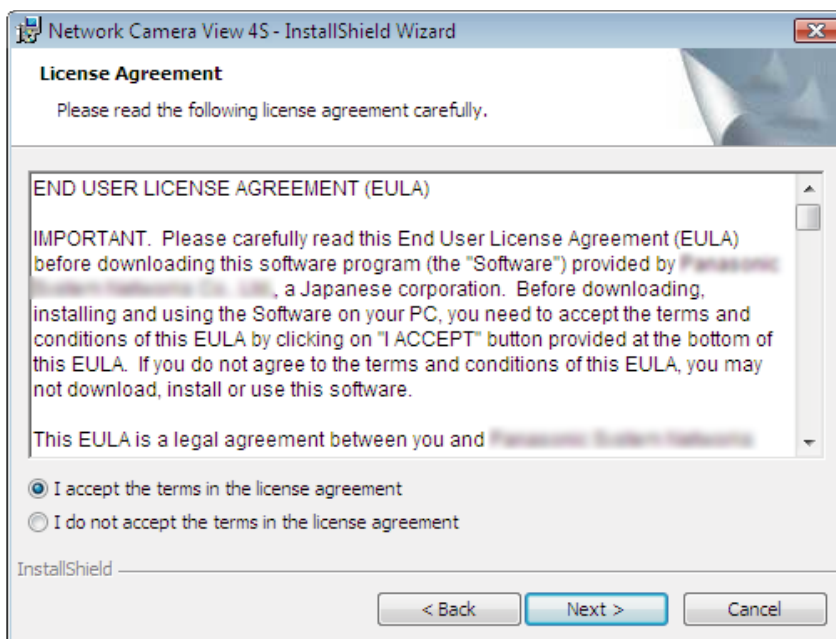 Network Camera View 4S - InstallShield Wizard
License Agreement
Please read the following license agreement carefully.
END USER LICENSE AGREEMENT (EULA)
IMPORTANT.  Please carefully read this End User License Agreement (EULA)
before downloading this software program (the "Software") provided by
, a Japanese corporation.  Before downloading,
installing and using the Software on your PC, you need to accept the terms and
conditions of this EULA by clicking on "I ACCEPT" button provided at the bottom of
this EULA.  If you do not agree to the terms and conditions of this EULA, you may
not download, install or use this software.
This EULA is a legal agreement between you and
I accept the terms in the license agreement
I do not accept the terms in the license agreement
InstallShield
< Back
Next >
Cancel